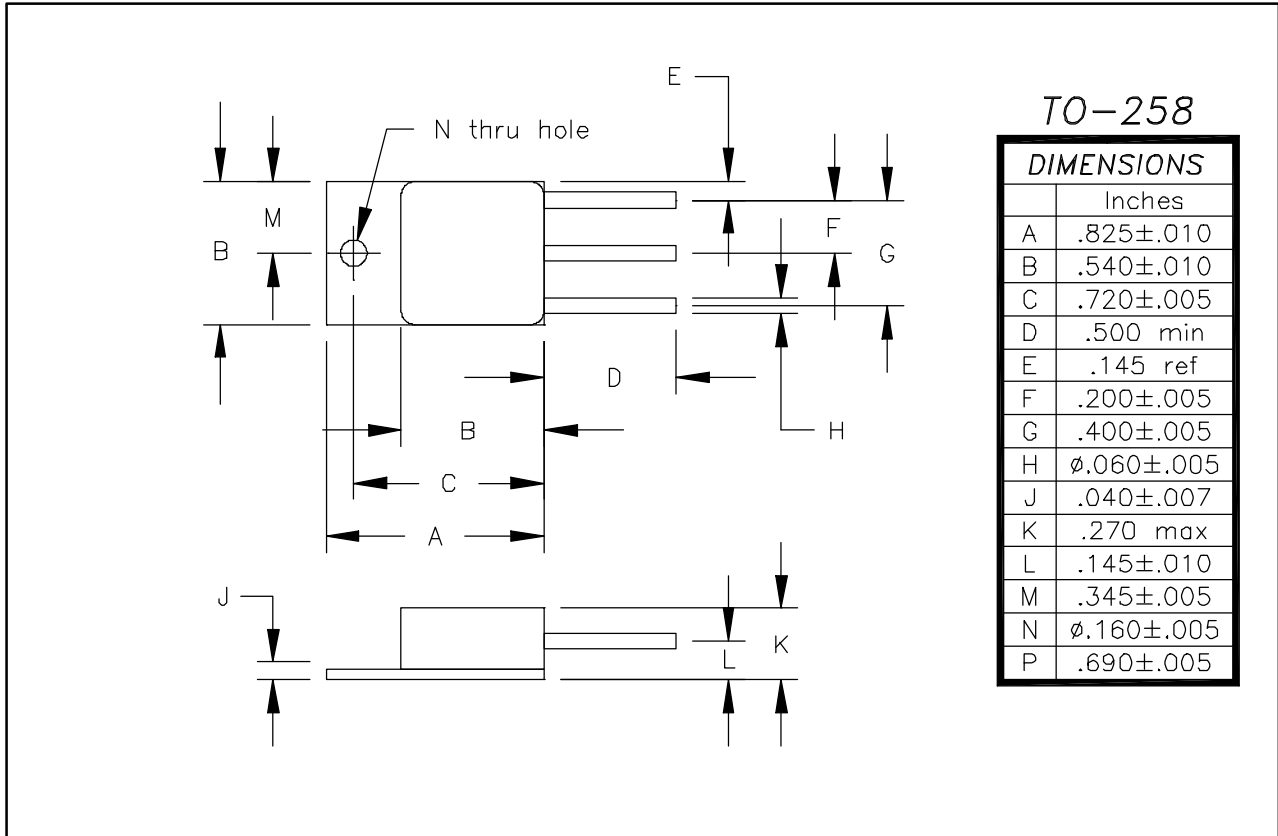 E
N thru hole
M
B
F
G
D
H
B
C
A
J
L
K
TO-258
DIMENSIONS
Inches
A .825±.010
B .540±.010
C .720±.005
D .500 min
E .145 ref
F .200±.005
G .400±.005
H ø.060±.005
J .040±.007
K .270 max
L .145±.010
M .345±.005
N ø.160±.005
P .690±.005